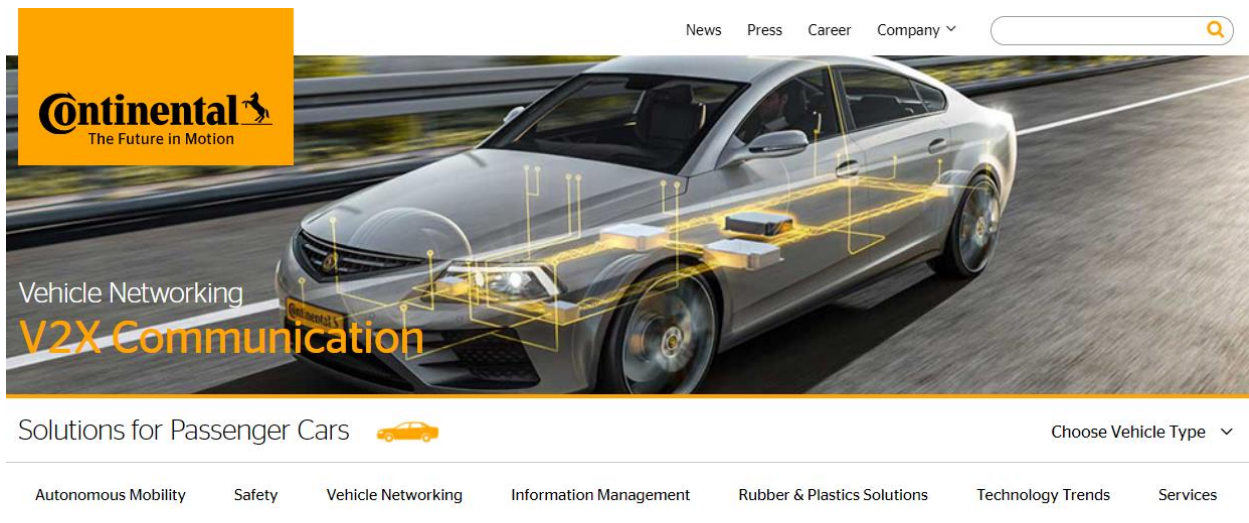 News Press Career Company
Continental
The Future in Motion
Vehicle Networking
Continental
V2X Communication
Solutions for Passenger Cars
Choose Vehicle Type
Autonomous Mobility Safety Vehicle Networking Information Management Rubber & Plastics Solutions Technology Trends Services